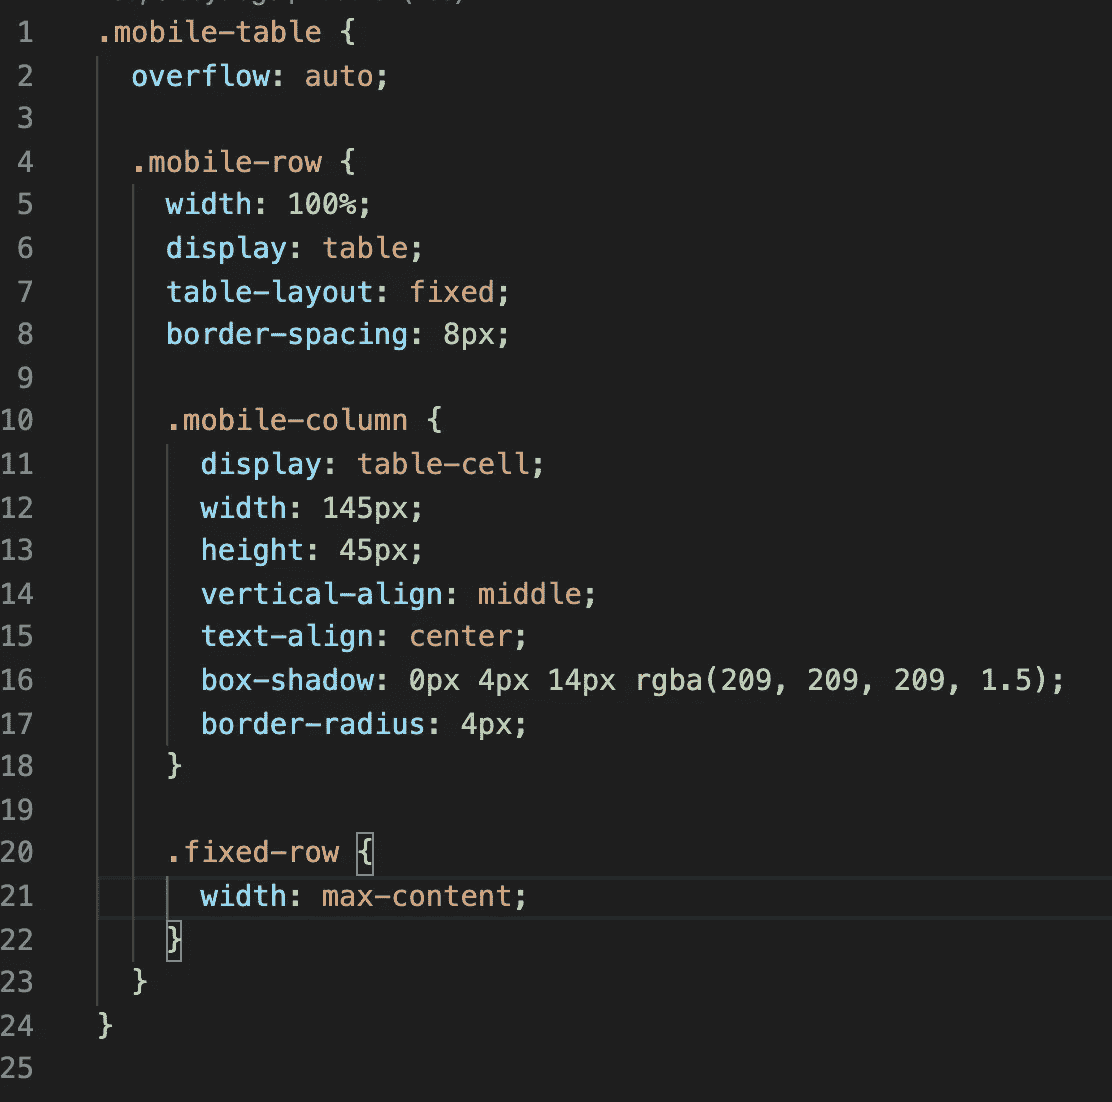 1 .mobile-table {
2 overflow: auto;
3
4 .mobile-row {
5 width: 100%;
6 display: table;
7 table-layout: fixed;
8 border-spacing: 8px;
9
10 .mobile-column {
11 display: table-cell;
12 width: 145px;
13 height: 45px;
14 vertical-align: middle;
15 text-align: center;
16 box-shadow: 0px 4px 14px rgba(209, 209, 209, 1.5);
17 border-radius: 4px;
18 }
19
20 .fixed-row {
21 width: max-content;
22 }
23 }
24 }
25